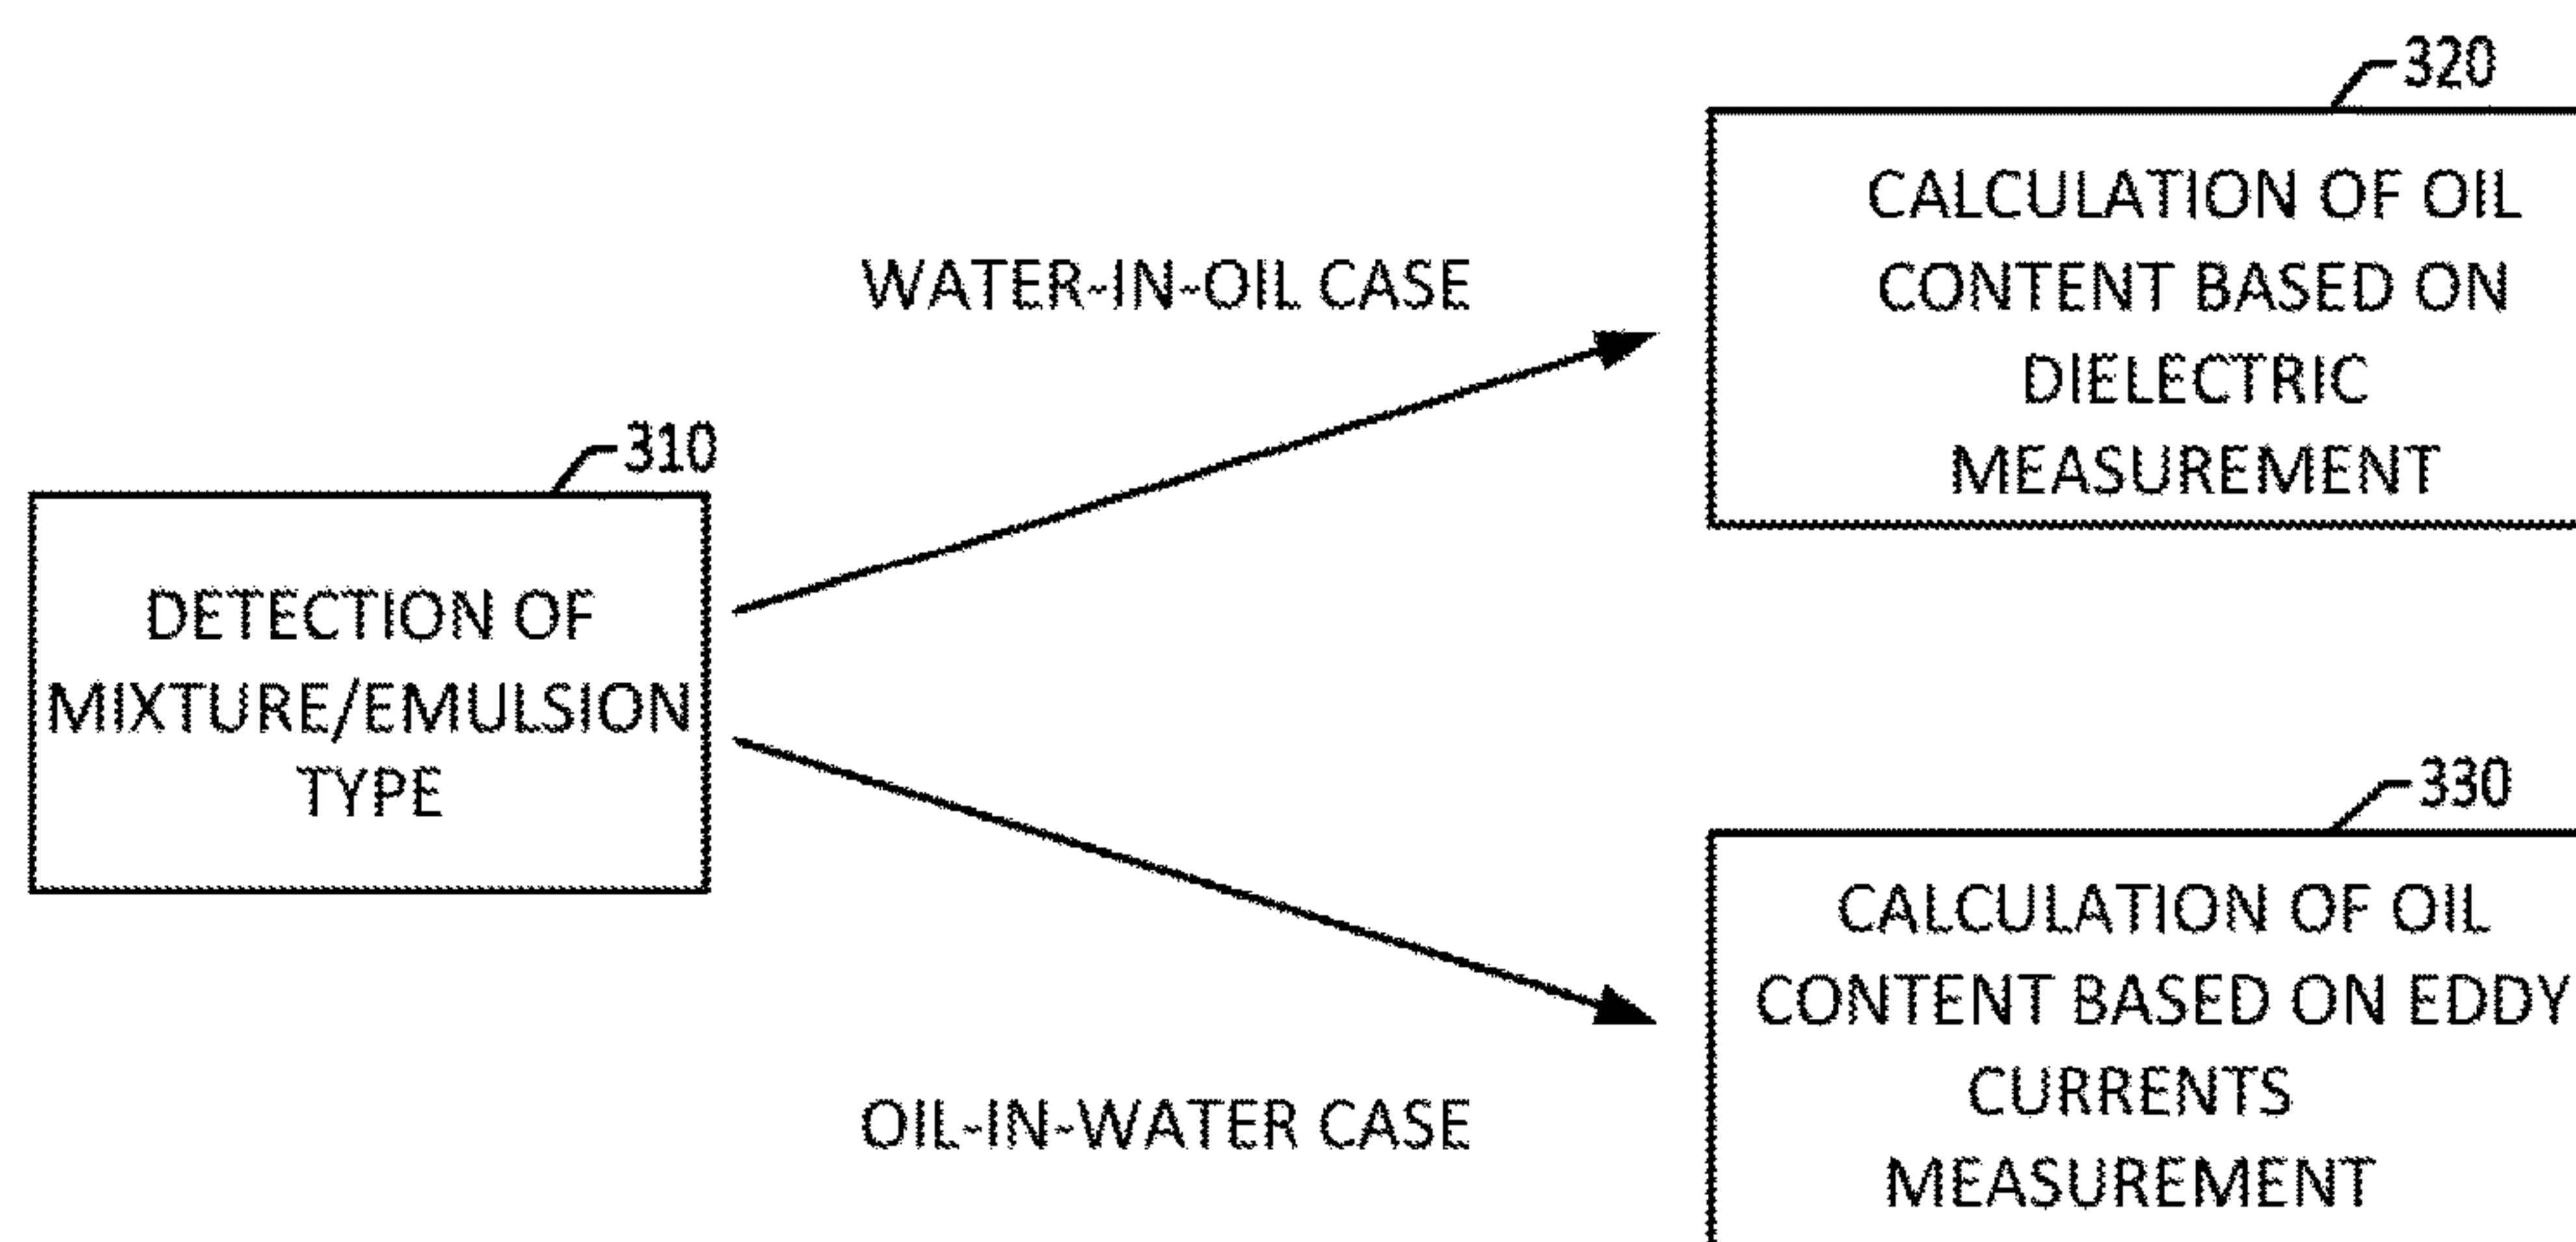 320
CALCULATION OF OIL
CONTENT BASED ON
DIELECTRIC
MEASUREMENT
WATER-IN-OIL CASE
310
DETECTION OF
MIXTURE/EMULSION
TYPE
330
CALCULATION OF OIL
CONTENT BASED ON EDDY
CURRENTS
MEASUREMENT
OIL-IN-WATER CASE